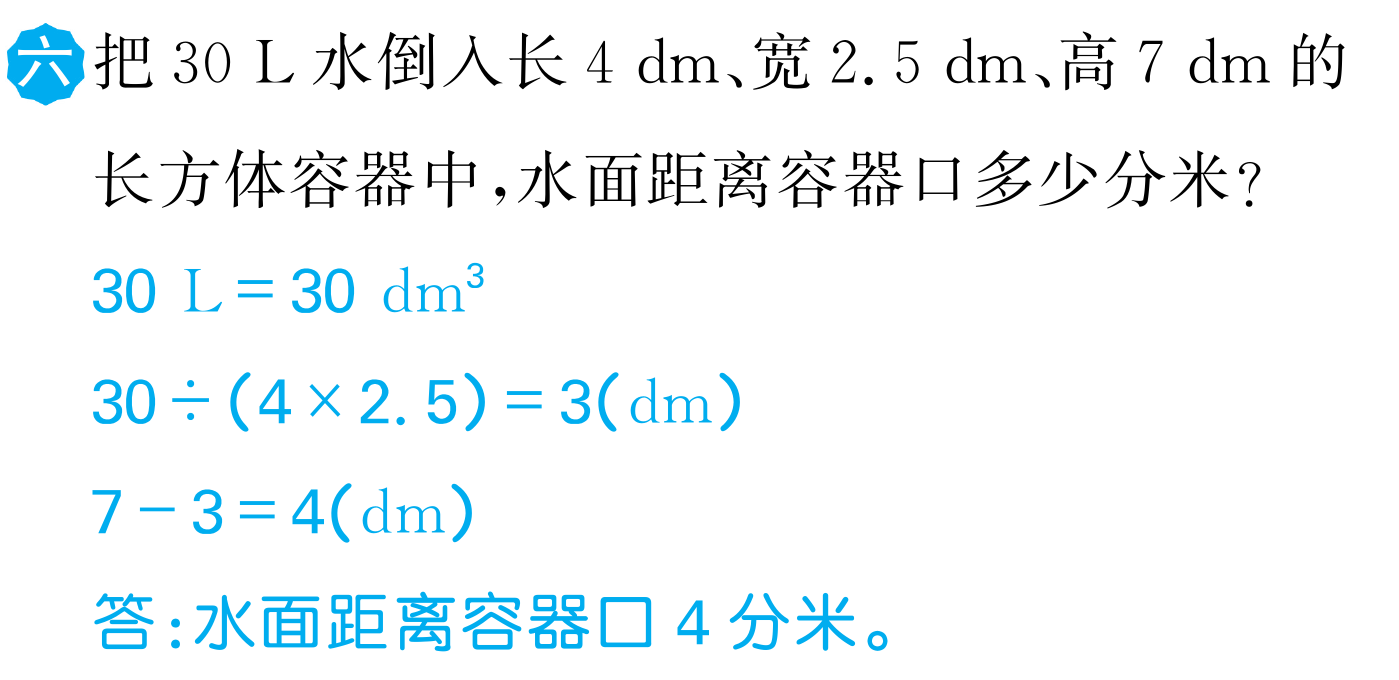 六 把 30 L 水倒入长 4 dm、宽 2.5 dm、高 7 dm 的
长方体容器中,水面距离容器口多少分米?
30 L = 30 dm³
30 ÷ (4 × 2.5) = 3(dm)
7 - 3 = 4(dm)
答:水面距离容器口 4 分米。